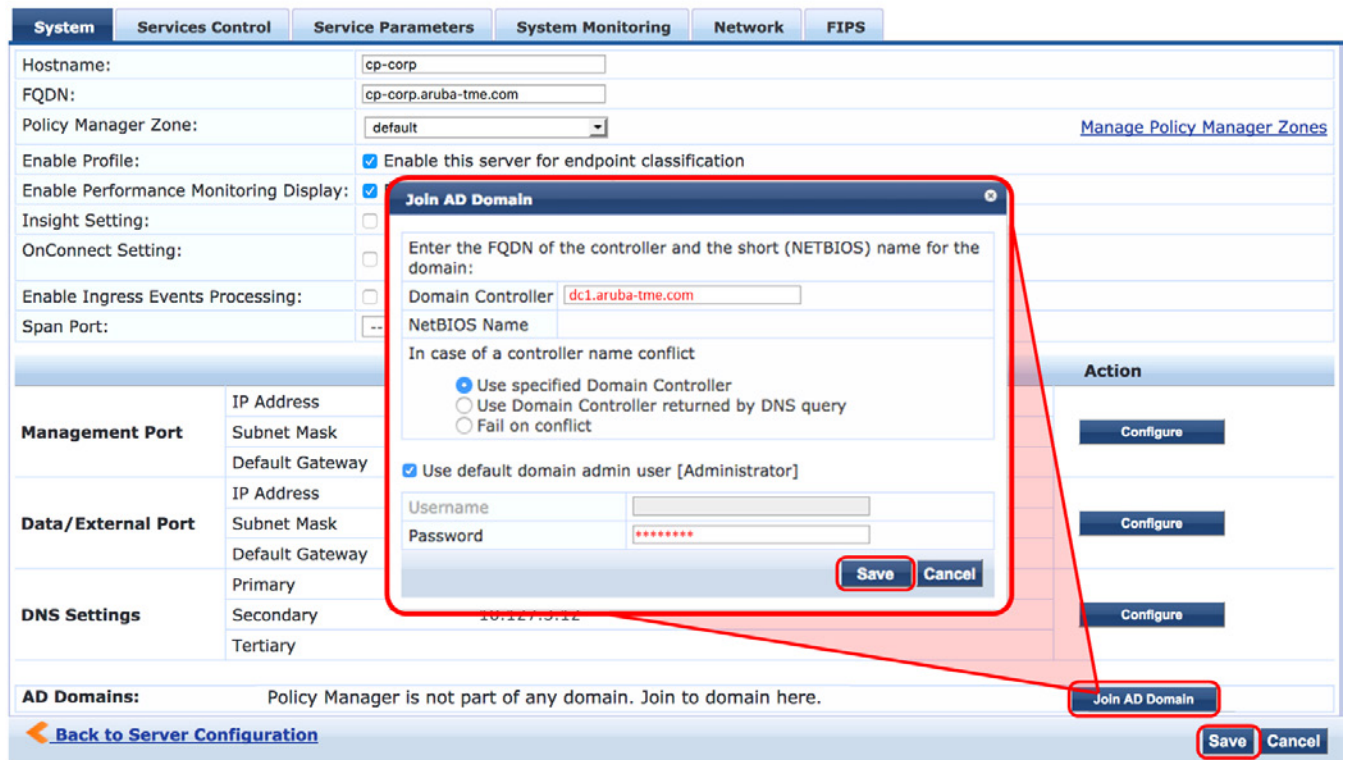 System Services Control Service Parameters System Monitoring Network FIPS
Hostname: cp-corp
FQDN: cp-corp.aruba-tme.com
Policy Manager Zone: default Manage Policy Manager Zones
Enable Profile: Enable this server for endpoint classification
Enable Performance Monitoring Display:
Insight Setting:
OnConnect Setting:
Enable Ingress Events Processing:
Span Port: --
Join AD Domain
Enter the FQDN of the controller and the short (NETBIOS) name for the
domain:
Domain Controller dc1.aruba-tme.com
NetBIOS Name
In case of a controller name conflict
Use specified Domain Controller
Use Domain Controller returned by DNS query
Fail on conflict
Use default domain admin user [Administrator]
Username
Password ********
Save Cancel
Action
Management Port
IP Address
Subnet Mask
Default Gateway
Configure
Data/External Port
IP Address
Subnet Mask
Default Gateway
Configure
DNS Settings
Primary
Secondary
Tertiary
Configure
AD Domains: Policy Manager is not part of any domain. Join to domain here. Join AD Domain
Back to Server Configuration Save Cancel